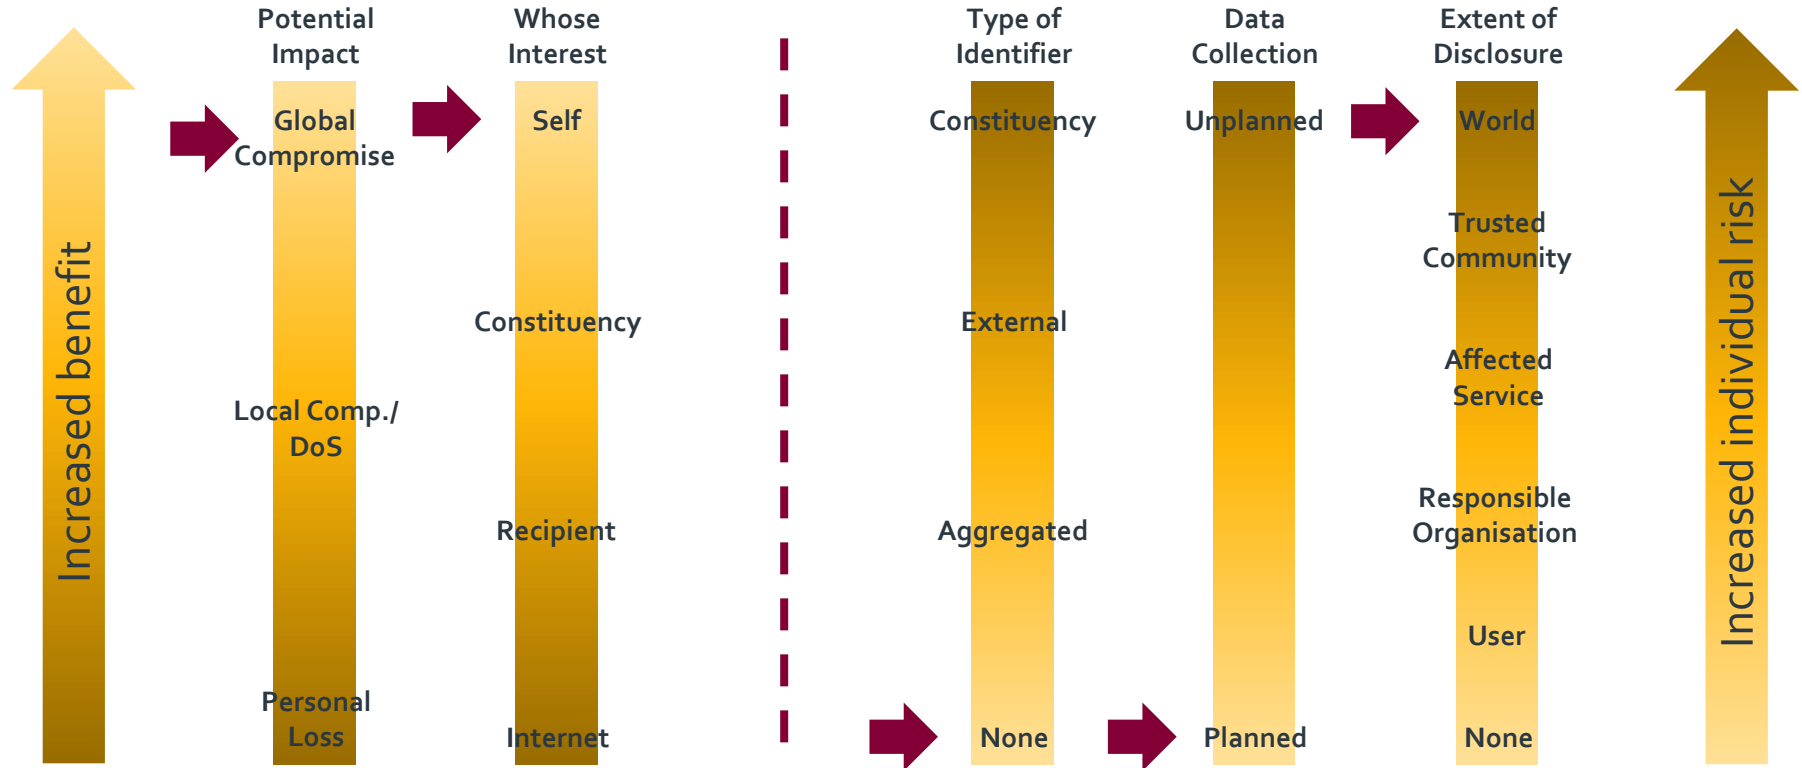 Increased benefit
Potential
Impact
Global
Compromise
Local Comp./
DoS
Personal
Loss
Whose
Interest
Self
Constituency
Recipient
Internet
Type of
Identifier
Constituency
External
Aggregated
None
Data
Collection
Unplanned
Planned
Extent of
Disclosure
World
Trusted
Community
Affected
Service
Responsible
Organisation
User
None
Increased individual risk